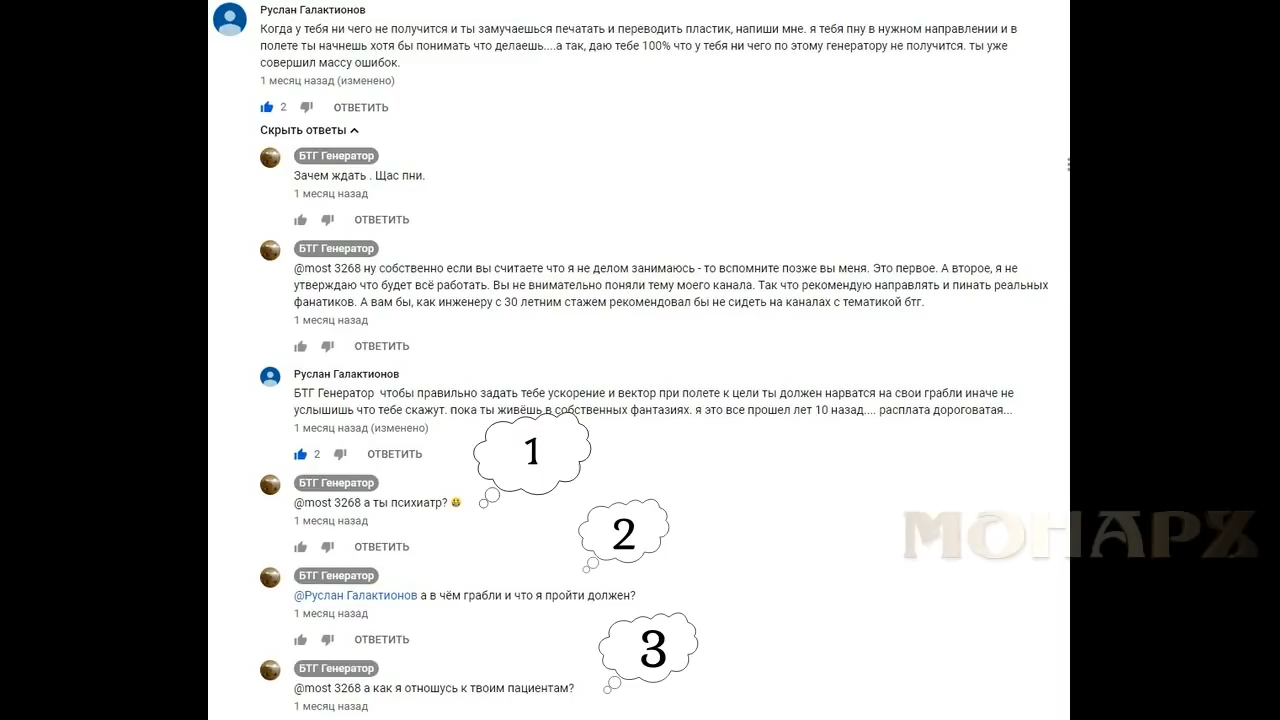 Руслан Галактионов
Когда у тебя ни чего не получится и ты замучаешься печатать и переводить пластик, напиши мне. я тебя пну в нужном направлении и в
полете ты начнешь хотя бы понимать что делаешь....а так, даю тебе 100% что у тебя ни чего по этому генератору не получится. ты уже
совершил массу ошибок.
1 месяц назад (изменено)
2 ОТВЕТИТЬ
Скрыть ответы
БТГ Генератор
Зачем ждать . Щас пни.
1 месяц назад
ОТВЕТИТЬ
БТГ Генератор
@most 3268 ну собственно если вы считаете что я не делом занимаюсь - то вспомните позже вы меня. Это первое. А второе, я не
утверждаю что будет всё работать. Вы не внимательно поняли тему моего канала. Так что рекомендую направлять и пинать реальных
фанатиков. А вам бы, как инженеру с 30 летним стажем рекомендовал бы не сидеть на каналах с тематикой бтг.
1 месяц назад
ОТВЕТИТЬ
Руслан Галактионов
БТГ Генератор чтобы правильно задать тебе ускорение и вектор при полете к цели ты должен нарватся на свои грабли иначе не
услышишь что тебе скажут. пока ты живёшь в собственных фантазиях. я это все прошел лет 10 назад.... расплата дороговатая...
1 месяц назад (изменено)
2 ОТВЕТИТЬ
1
БТГ Генератор
@most 3268 а ты психиатр? 😀
1 месяц назад
2
ОТВЕТИТЬ
МОНАРХ
БТГ Генератор
@Руслан Галактионов а в чём грабли и что я пройти должен?
1 месяц назад
ОТВЕТИТЬ
3
БТГ Генератор
@most 3268 а как я отношусь к твоим пациентам?
1 месяц назад